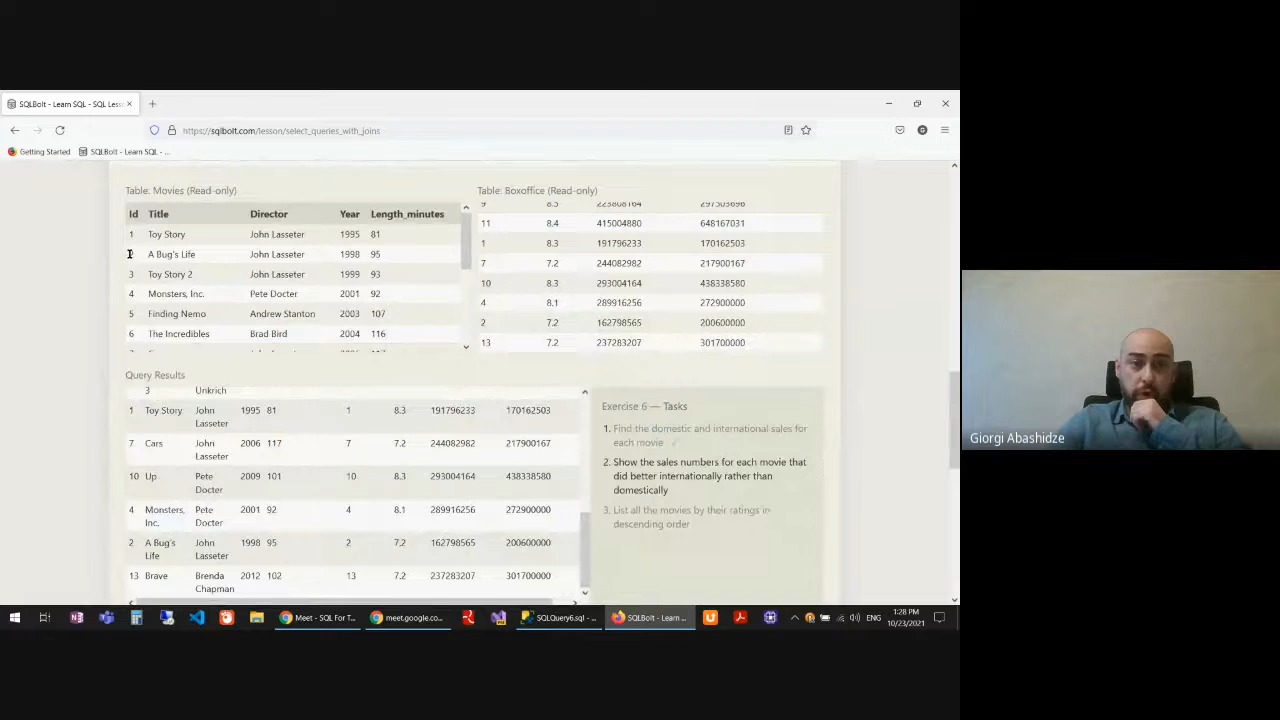 SQLBolt - Learn SQL - SQL Less
https://sqlbolt.com/lesson/select_queries_with_joins
Getting Started SQLBolt - Learn SQL - ...
Table: Movies (Read-only)
Id Title Director Year Length_minutes
1 Toy Story John Lasseter 1995 81
2 A Bug's Life John Lasseter 1998 95
3 Toy Story 2 John Lasseter 1999 93
4 Monsters, Inc. Pete Docter 2001 92
5 Finding Nemo Andrew Stanton 2003 107
6 The Incredibles Brad Bird 2004 116
Table: Boxoffice (Read-only)
9 8.5 223808164 297503696
11 8.4 415004880 648167031
1 8.3 191796233 170162503
7 7.2 244082982 217900167
10 8.3 293004164 438338580
4 8.1 289916256 272900000
2 7.2 162798565 200600000
13 7.2 237283207 301700000
Query Results
3 Unkrich
1 Toy Story John Lasseter 1995 81 1 8.3 191796233 170162503
7 Cars John Lasseter 2006 117 7 7.2 244082982 217900167
10 Up Pete Docter 2009 101 10 8.3 293004164 438338580
4 Monsters, Inc. Pete Docter 2001 92 4 8.1 289916256 272900000
2 A Bug's Life John Lasseter 1998 95 2 7.2 162798565 200600000
13 Brave Brenda Chapman 2012 102 13 7.2 237283207 301700000
Exercise 6 — Tasks
1. Find the domestic and international sales for
each movie ✓
2. Show the sales numbers for each movie that
did better internationally rather than
domestically
3. List all the movies by their ratings in
descending order
Giorgi Abashidze
Meet - SQL For T... meet.google.co... SQLQuery6.sql - ... SQLBolt - Learn ... ENG
1:28 PM
10/23/2021